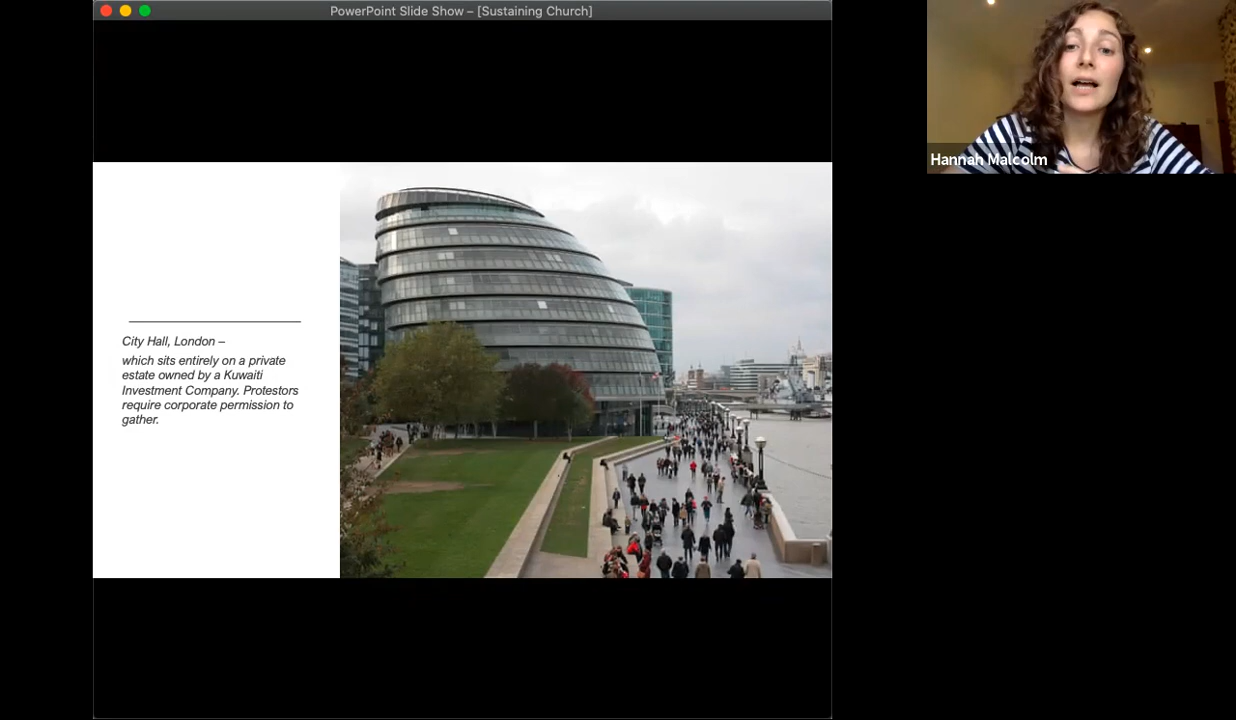 PowerPoint Slide Show – [Sustaining Church]
Hannah Malcolm
City Hall, London –
which sits entirely on a private
estate owned by a Kuwaiti
Investment Company. Protestors
require corporate permission to
gather.